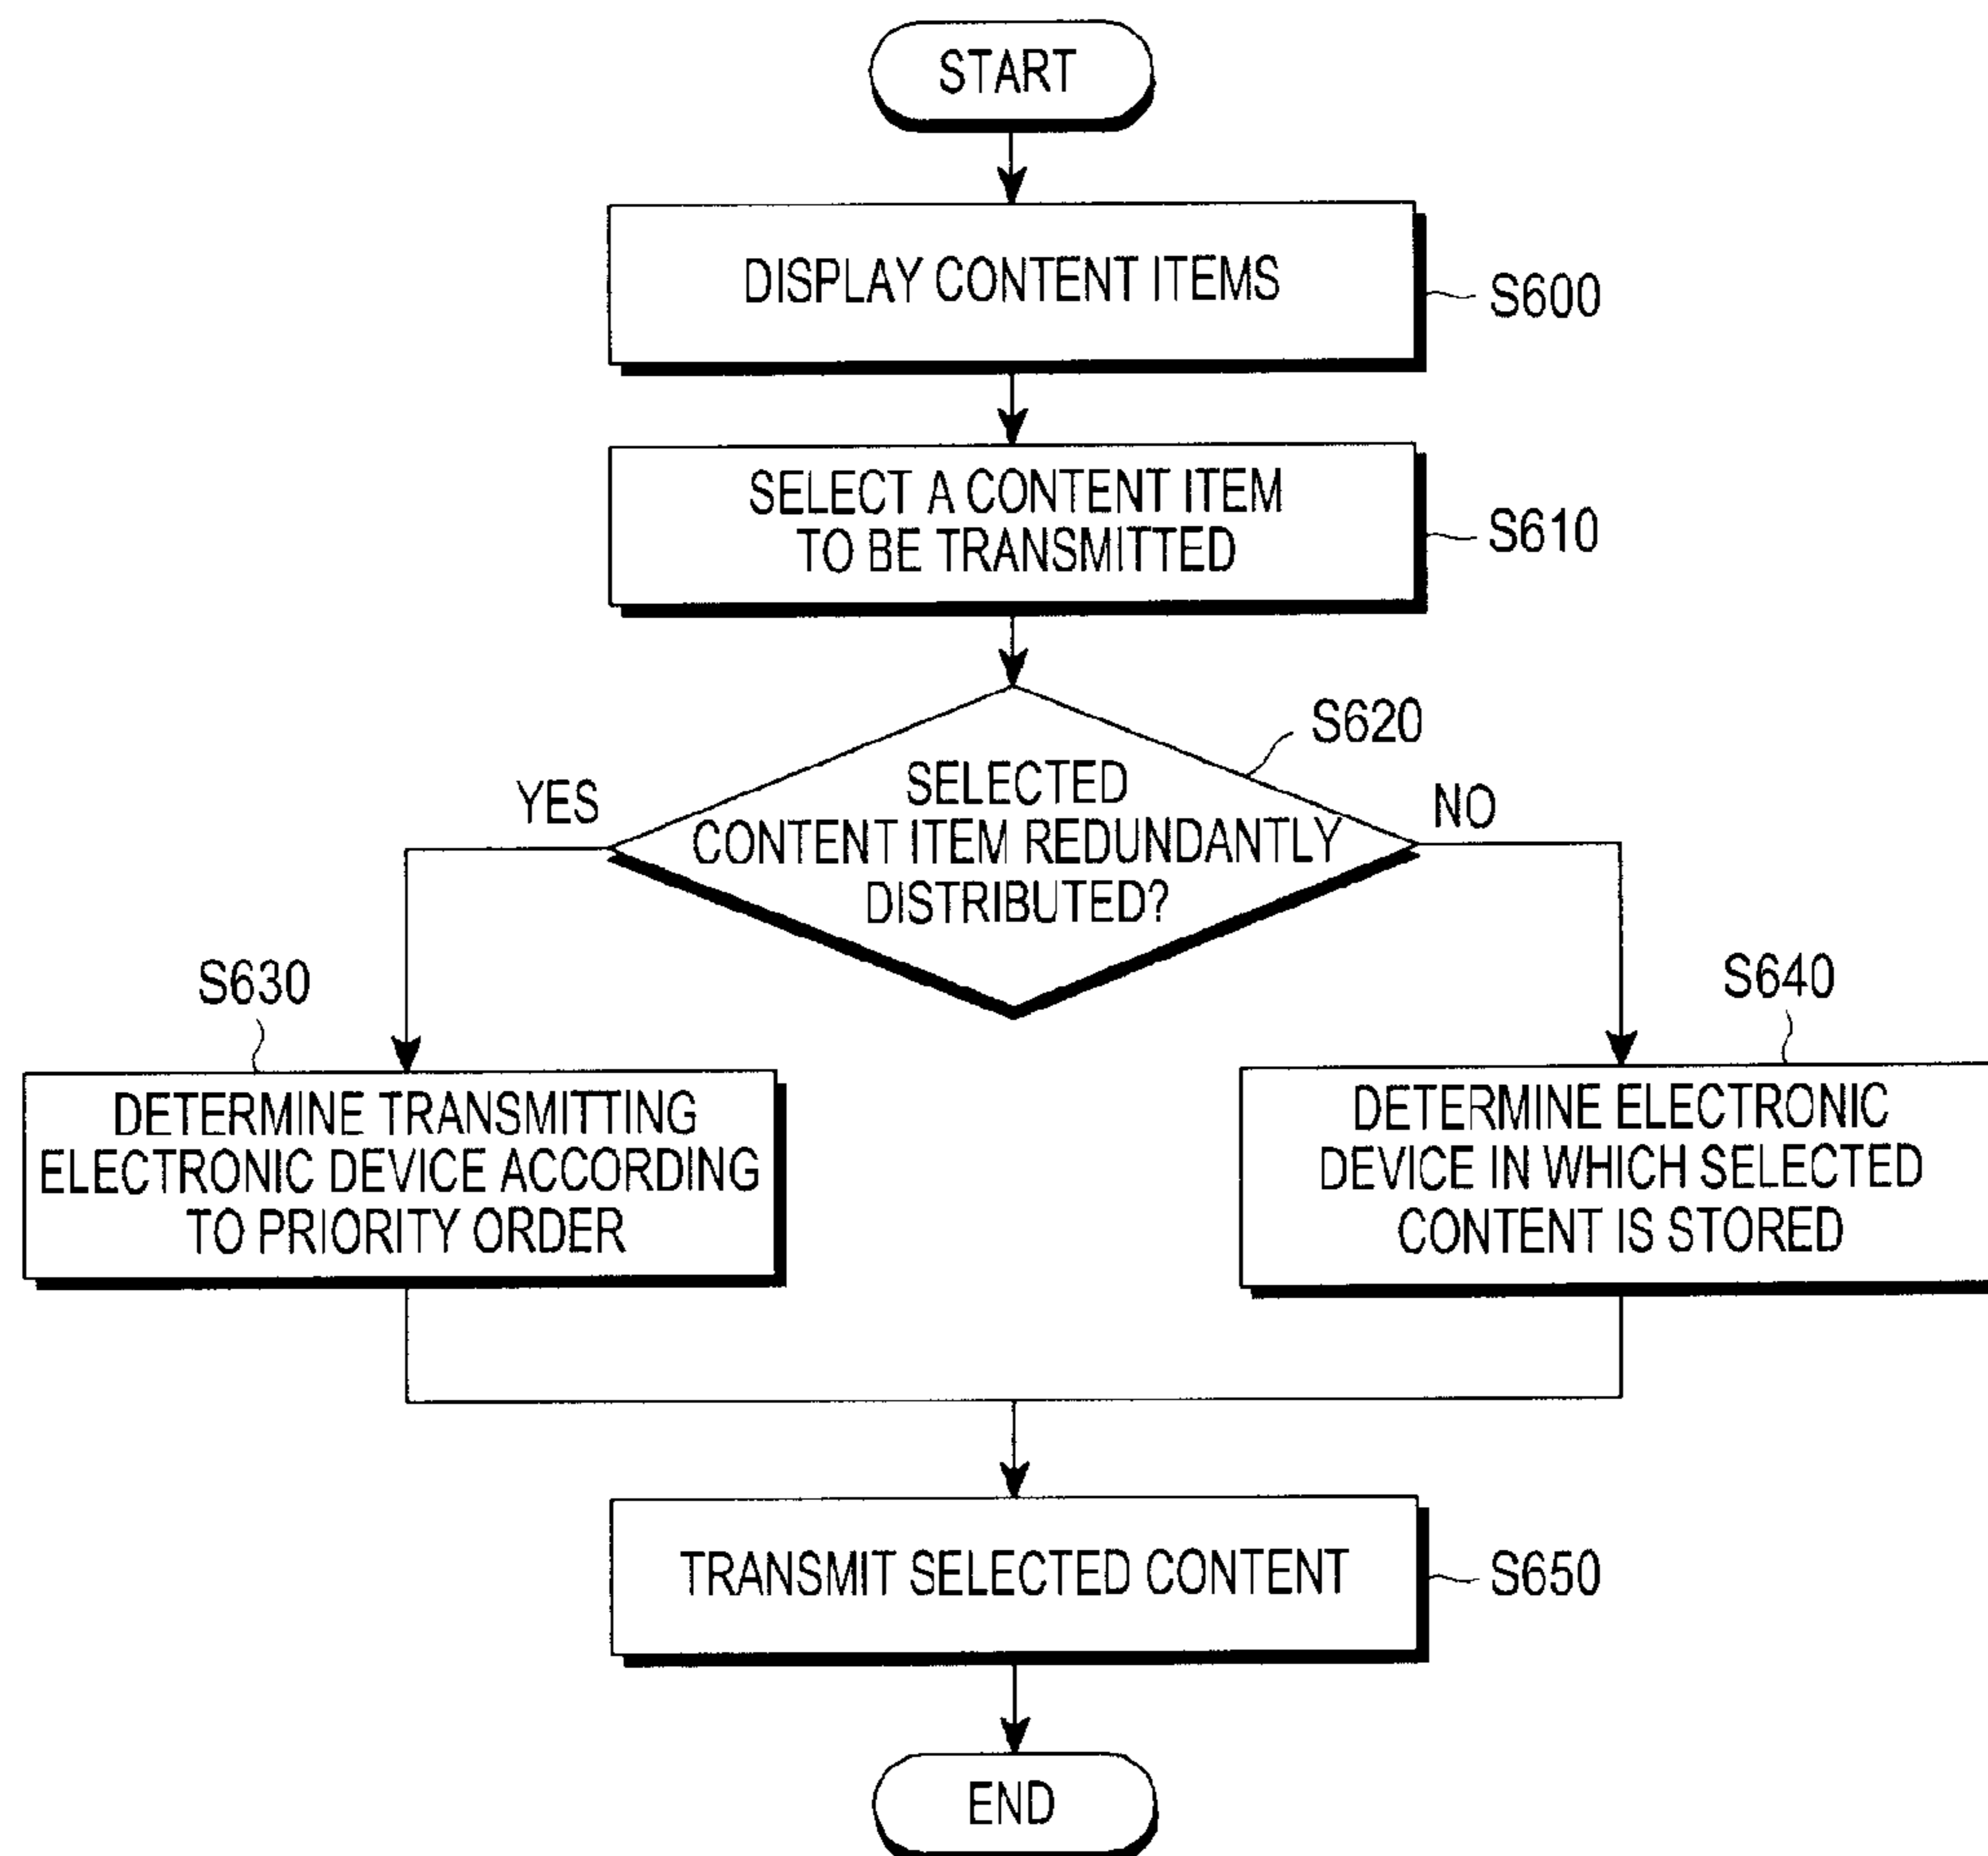 START
DISPLAY CONTENT ITEMS
S600
SELECT A CONTENT ITEM
TO BE TRANSMITTED
S610
S620
YES
SELECTED
CONTENT ITEM REDUNDANTLY
DISTRIBUTED?
NO
S630
DETERMINE TRANSMITTING
ELECTRONIC DEVICE ACCORDING
TO PRIORITY ORDER
S640
DETERMINE ELECTRONIC
DEVICE IN WHICH SELECTED
CONTENT IS STORED
TRANSMIT SELECTED CONTENT
S650
END